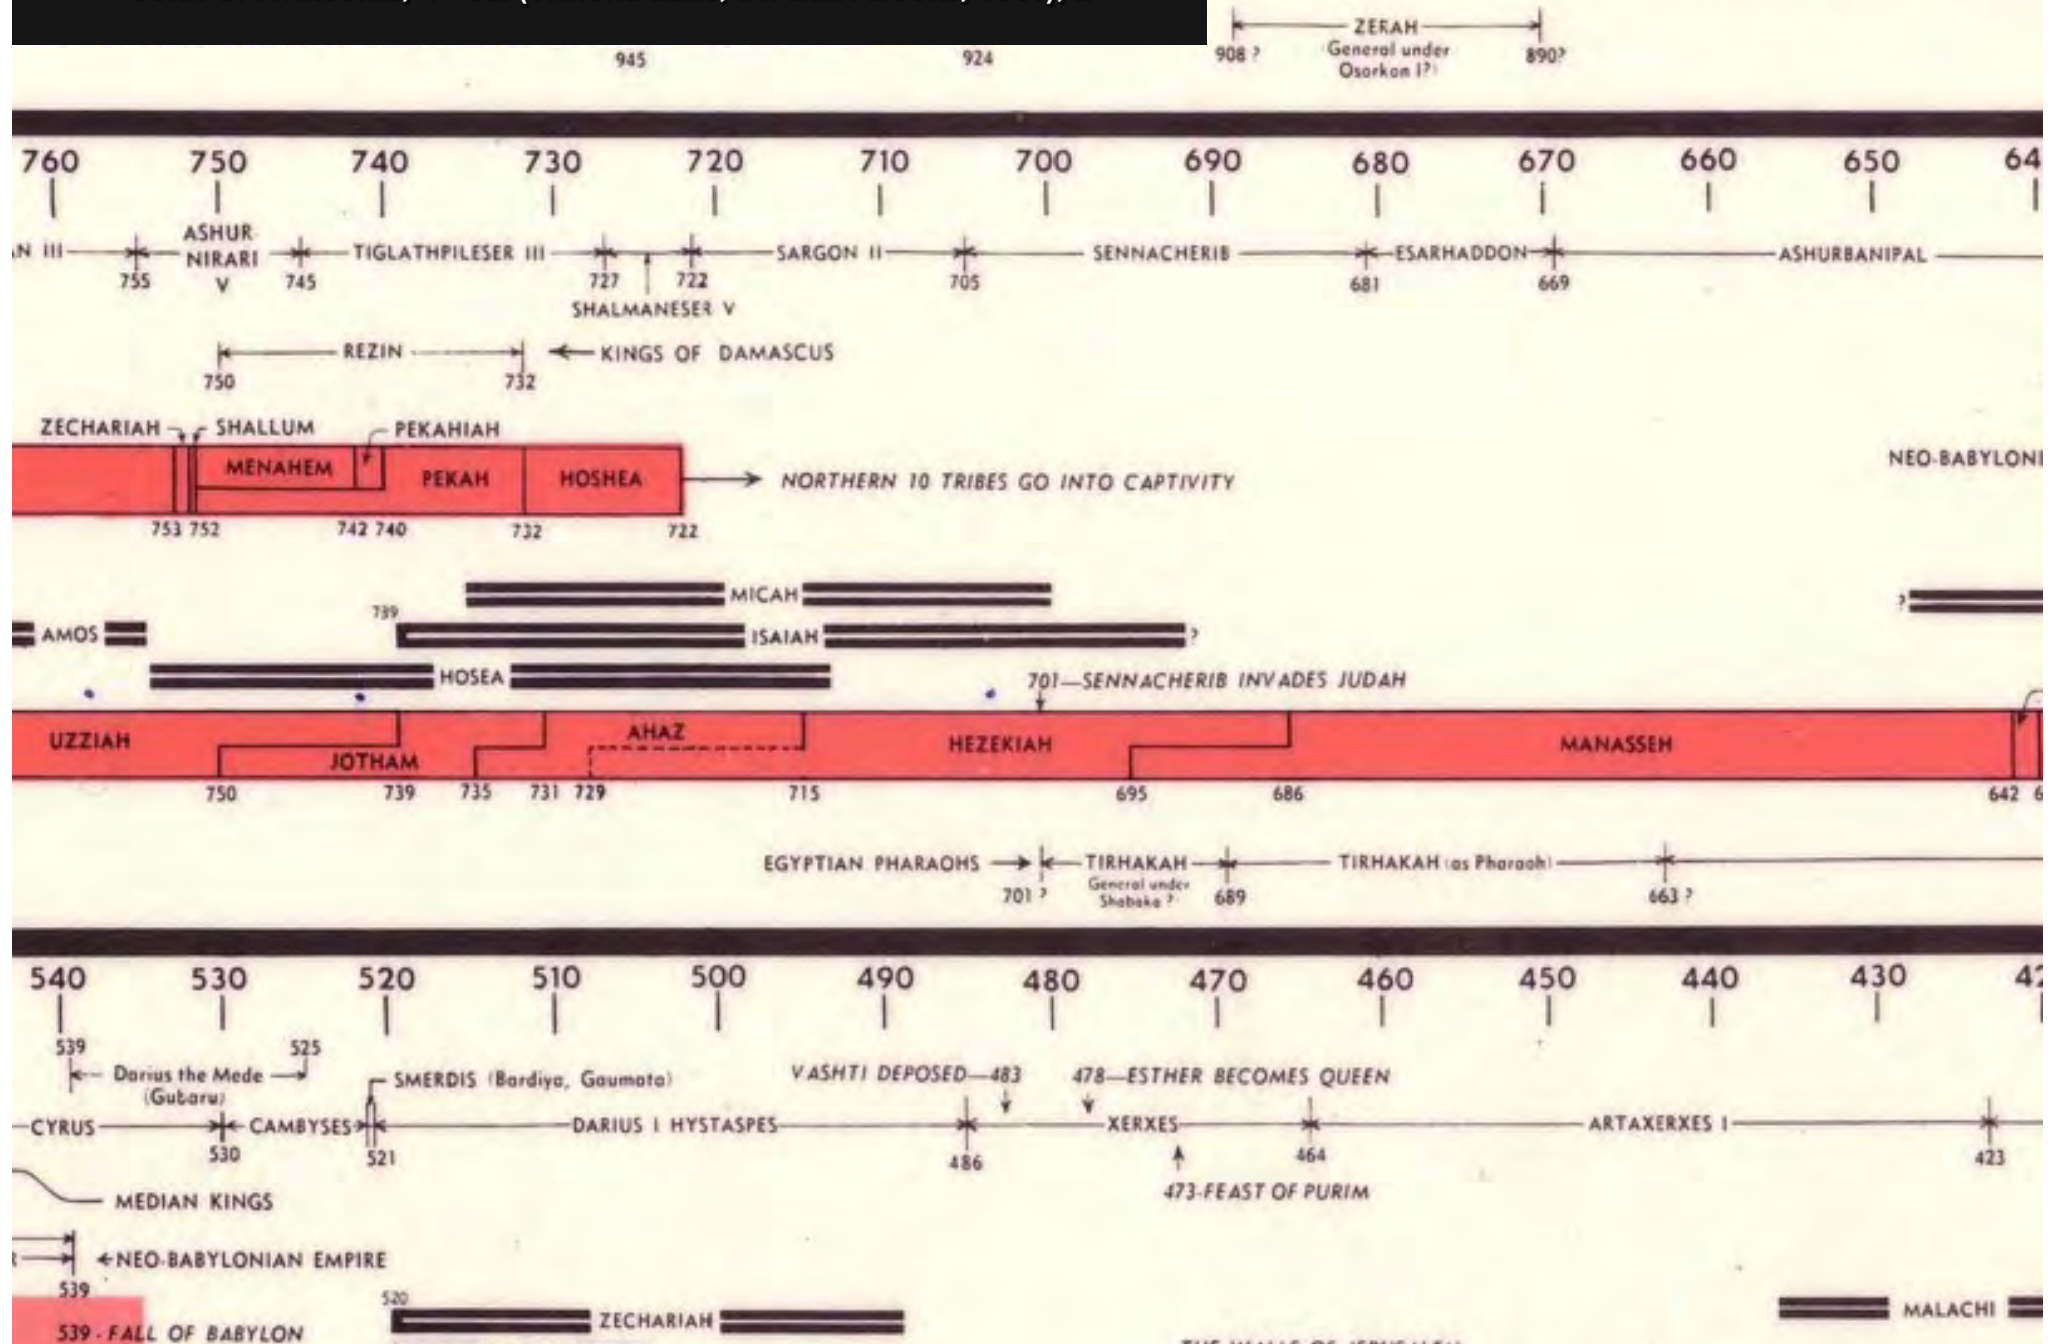 ZERAH
908 ? General under 890?
Osorkon I?)
945 924
760 750 740 730 720 710 700 690 680 670 660 650 64
ASHUR
AN III NIRARI TIGLATHPILESER III SARGON II SENNACHERIB ESARHADDON ASHURBANIPAL
755 V 745 727 722 705 681 669
SHALMANESER V
REZIN KINGS OF DAMASCUS
750 732
ZECHARIAH SHALLUM PEKAHIAH
MENAHEM PEKAH HOSHEA NORTHERN 10 TRIBES GO INTO CAPTIVITY
NEO-BABYLONI
753 752 742 740 732 722
MICAH
?
739
AMOS ISAIAH ?
HOSEA 701—SENNACHERIB INVADES JUDAH
UZZIAH JOTHAM AHAZ HEZEKIAH MANASSEH
750 739 735 731 729 715 695 686 642 6
EGYPTIAN PHARAOHS TIRHAKAH TIRHAKAH (as Pharaoh)
701 ? General under 689 663 ?
Shabaka ?
540 530 520 510 500 490 480 470 460 450 440 430 42
539 525
Darius the Mede SMERDIS (Bardiya, Gaumata) VASHTI DEPOSED—483 478—ESTHER BECOMES QUEEN
(Gubaru)
CYRUS CAMBYSES DARIUS I HYSTASPES XERXES ARTAXERXES I
530 521 486 464 423
473-FEAST OF PURIM
MEDIAN KINGS
R NEO-BABYLONIAN EMPIRE
539
520
ZECHARIAH MALACHI
539 - FALL OF BABYLON